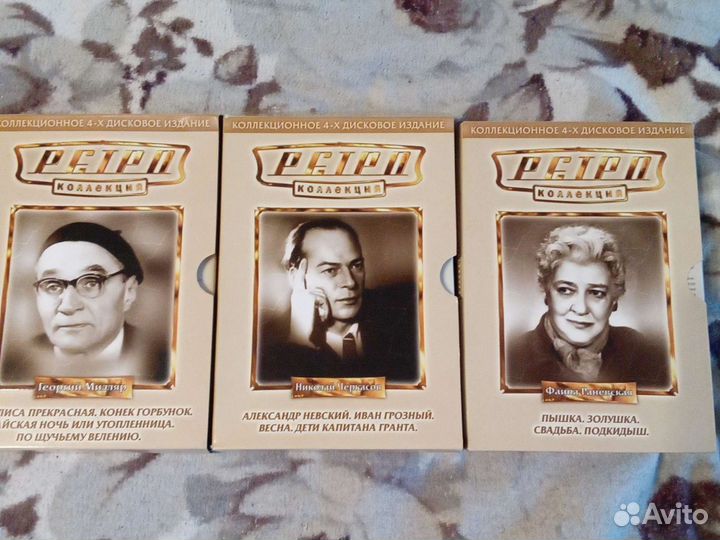 КОЛЛЕКЦИОННОЕ 4-Х ДИСКОВОЕ ИЗДАНИЕ
РЕТРО
КОЛЛЕКЦИЯ
Георгий Милляр
ЛИСА ПРЕКРАСНАЯ. КОНЕК ГОРБУНОК.
АЙСКАЯ НОЧЬ ИЛИ УТОПЛЕННИЦА.
ПО ЩУЧЬЕМУ ВЕЛЕНИЮ.
КОЛЛЕКЦИОННОЕ 4-Х ДИСКОВОЕ ИЗДАНИЕ
РЕТРО
КОЛЛЕКЦИЯ
Николай Черкасов
АЛЕКСАНДР НЕВСКИЙ. ИВАН ГРОЗНЫЙ.
ВЕСНА. ДЕТИ КАПИТАНА ГРАНТА.
КОЛЛЕКЦИОННОЕ 4-Х ДИСКОВОЕ ИЗДАНИЕ
РЕТРО
КОЛЛЕКЦИЯ
Фаина Раневская
ПЫШКА. ЗОЛУШКА.
СВАДЬБА. ПОДКИДЫШ.
Avito